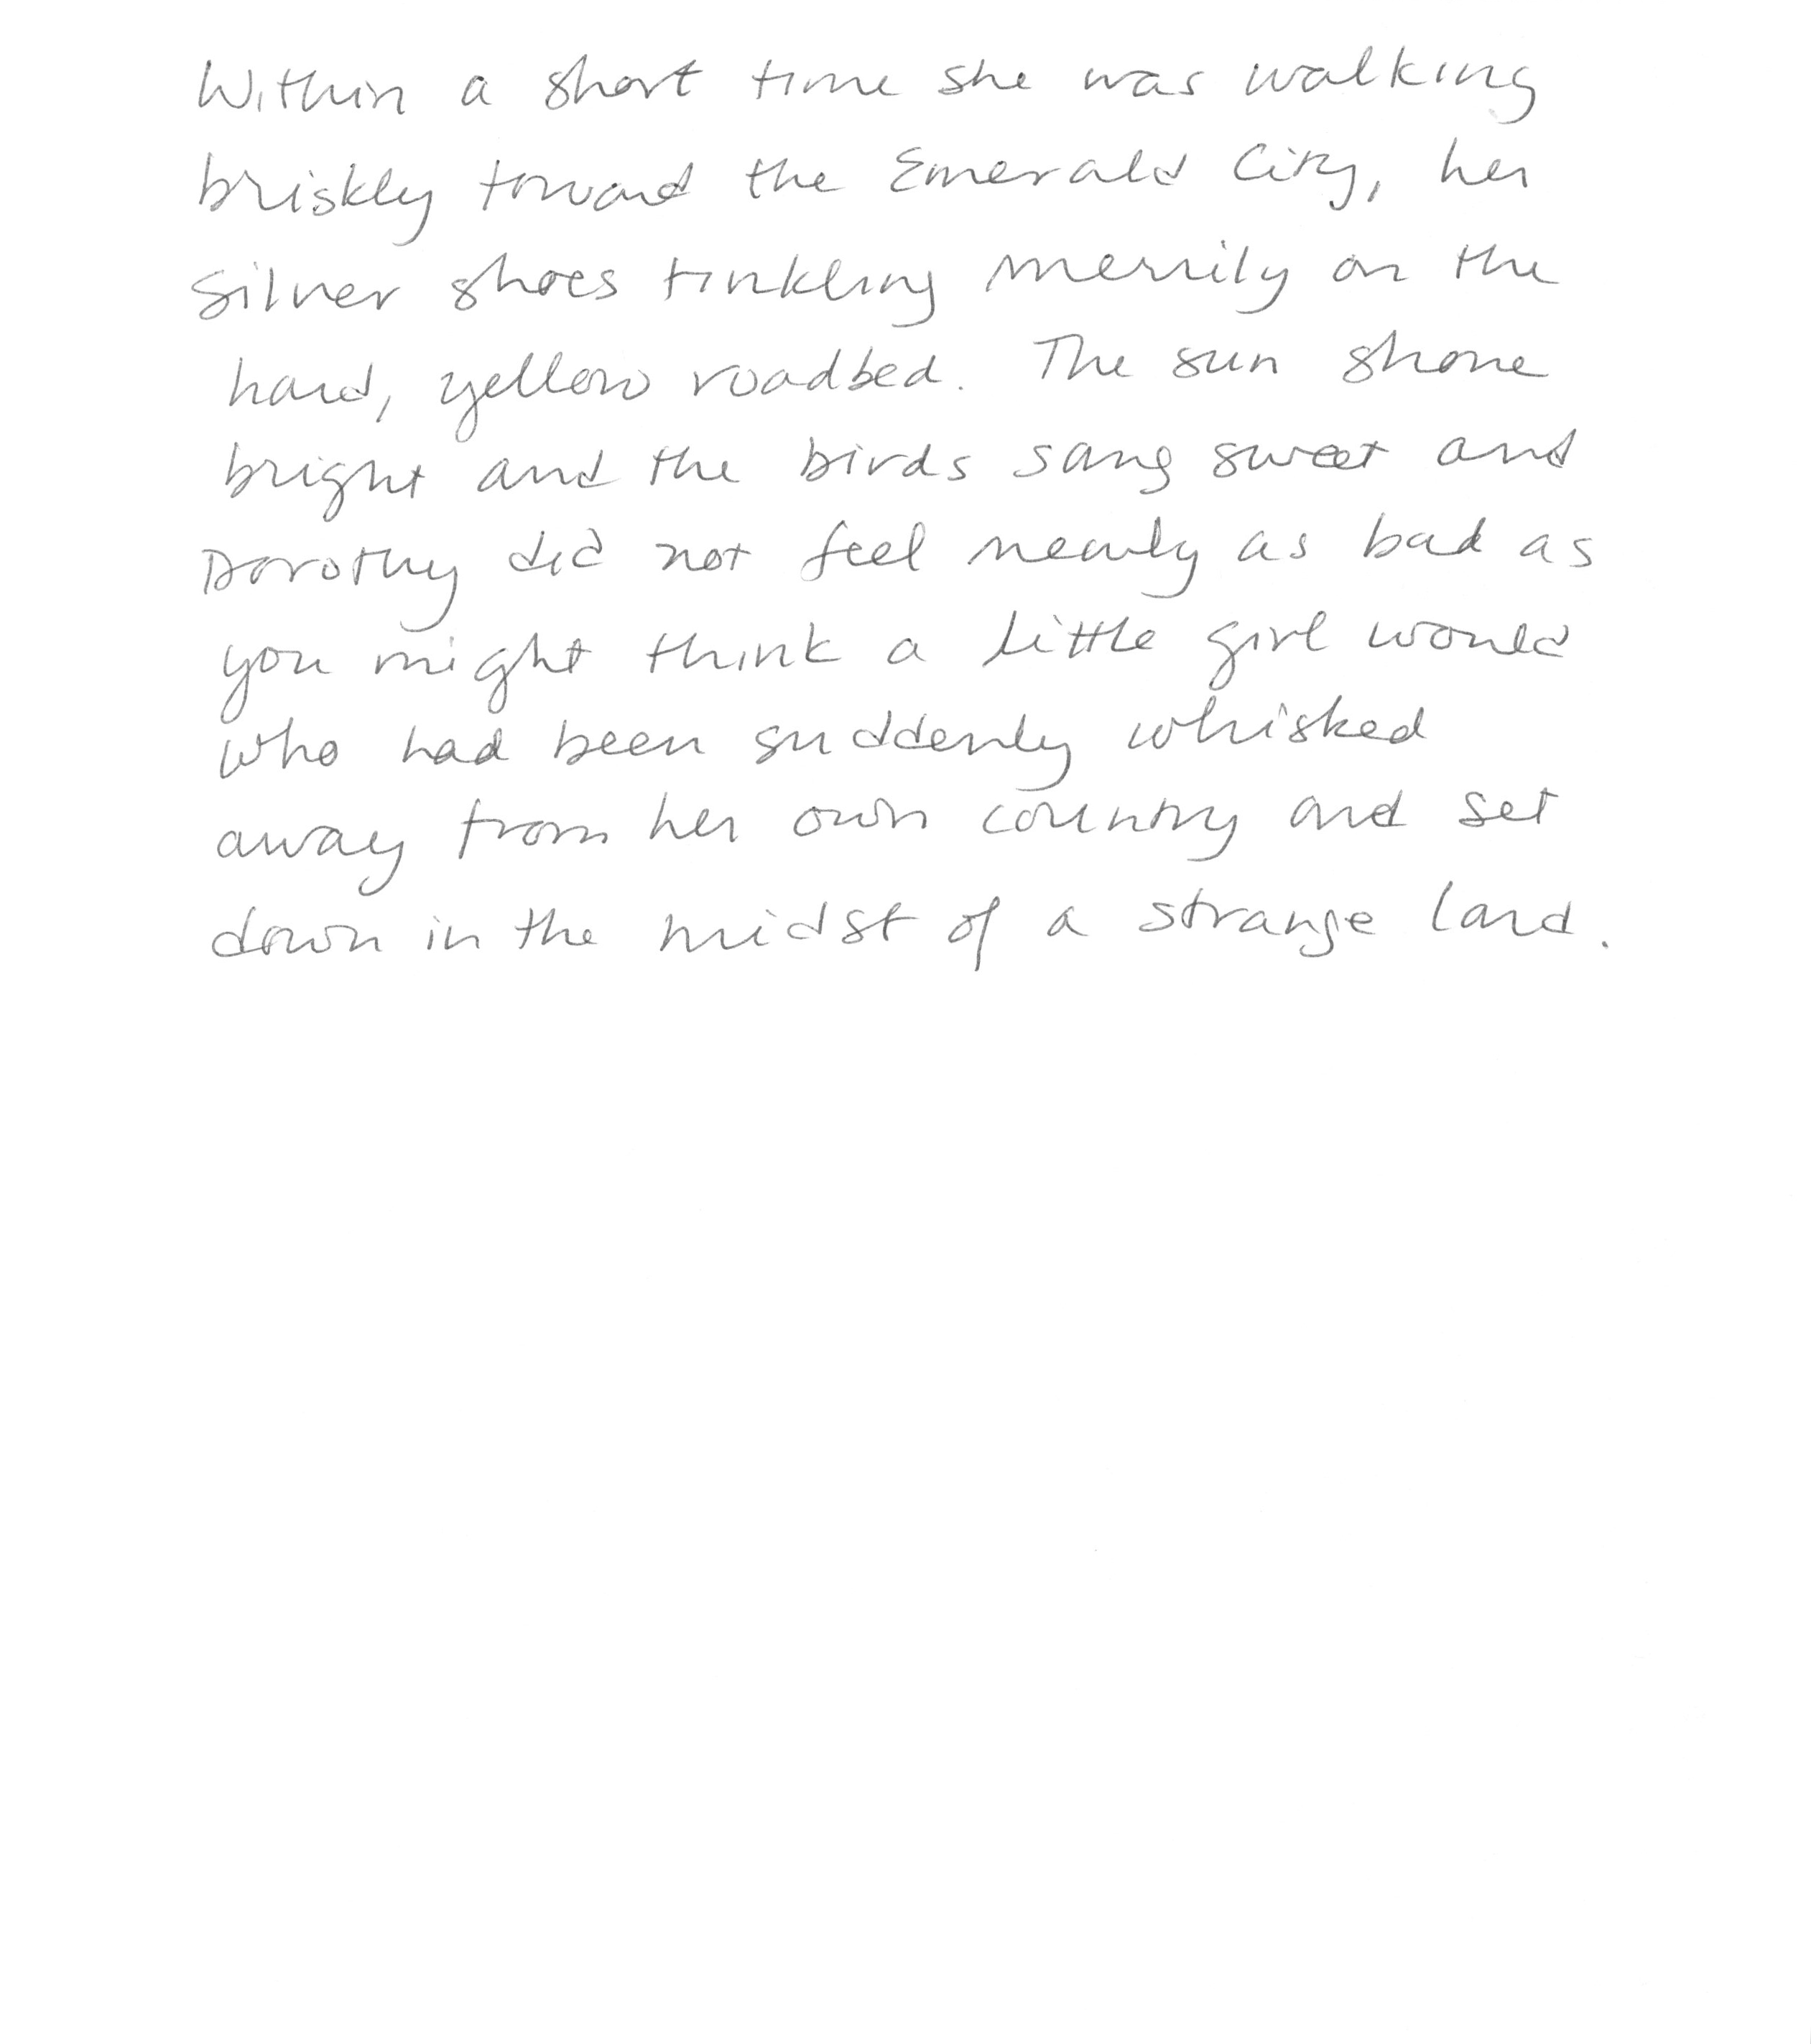 Within a short time she was walking
briskly toward the Emerald City, her
silver shoes tinkling merrily on the
hard, yellow roadbed. The sun shone
bright and the birds sang sweet and
Dorothy did not feel nearly as bad as
you might think a little girl would
who had been suddenly whisked
away from her own country and set
down in the midst of a strange land.